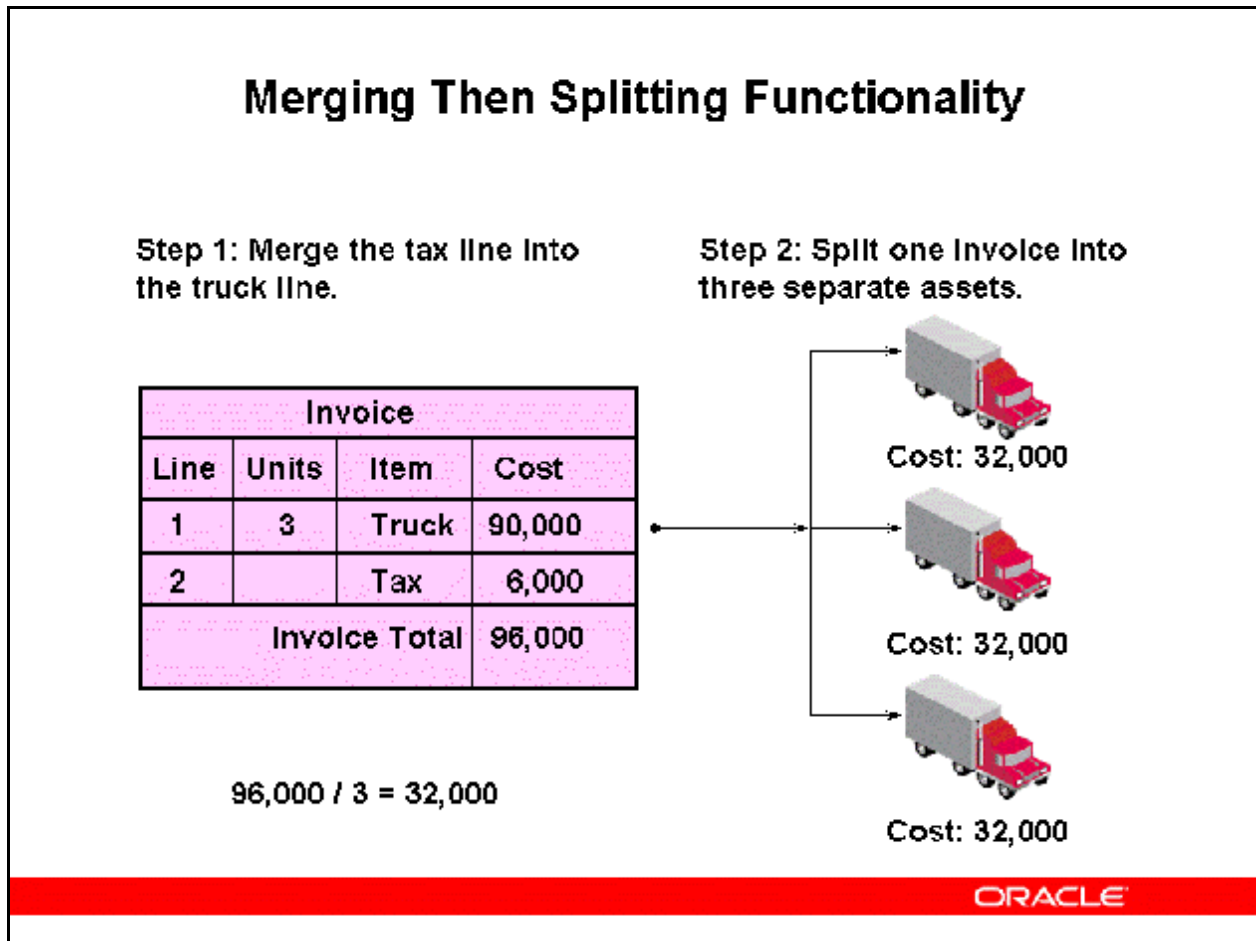 Merging Then Splitting Functionality
Step 1: Merge the tax line into
the truck line.
Step 2: Split one invoice into
three separate assets.
Invoice
Line Units Item Cost
1 3 Truck 90,000
2 Tax 6,000
Invoice Total 96,000
96,000 / 3 = 32,000
Cost: 32,000
Cost: 32,000
Cost: 32,000
ORACLE